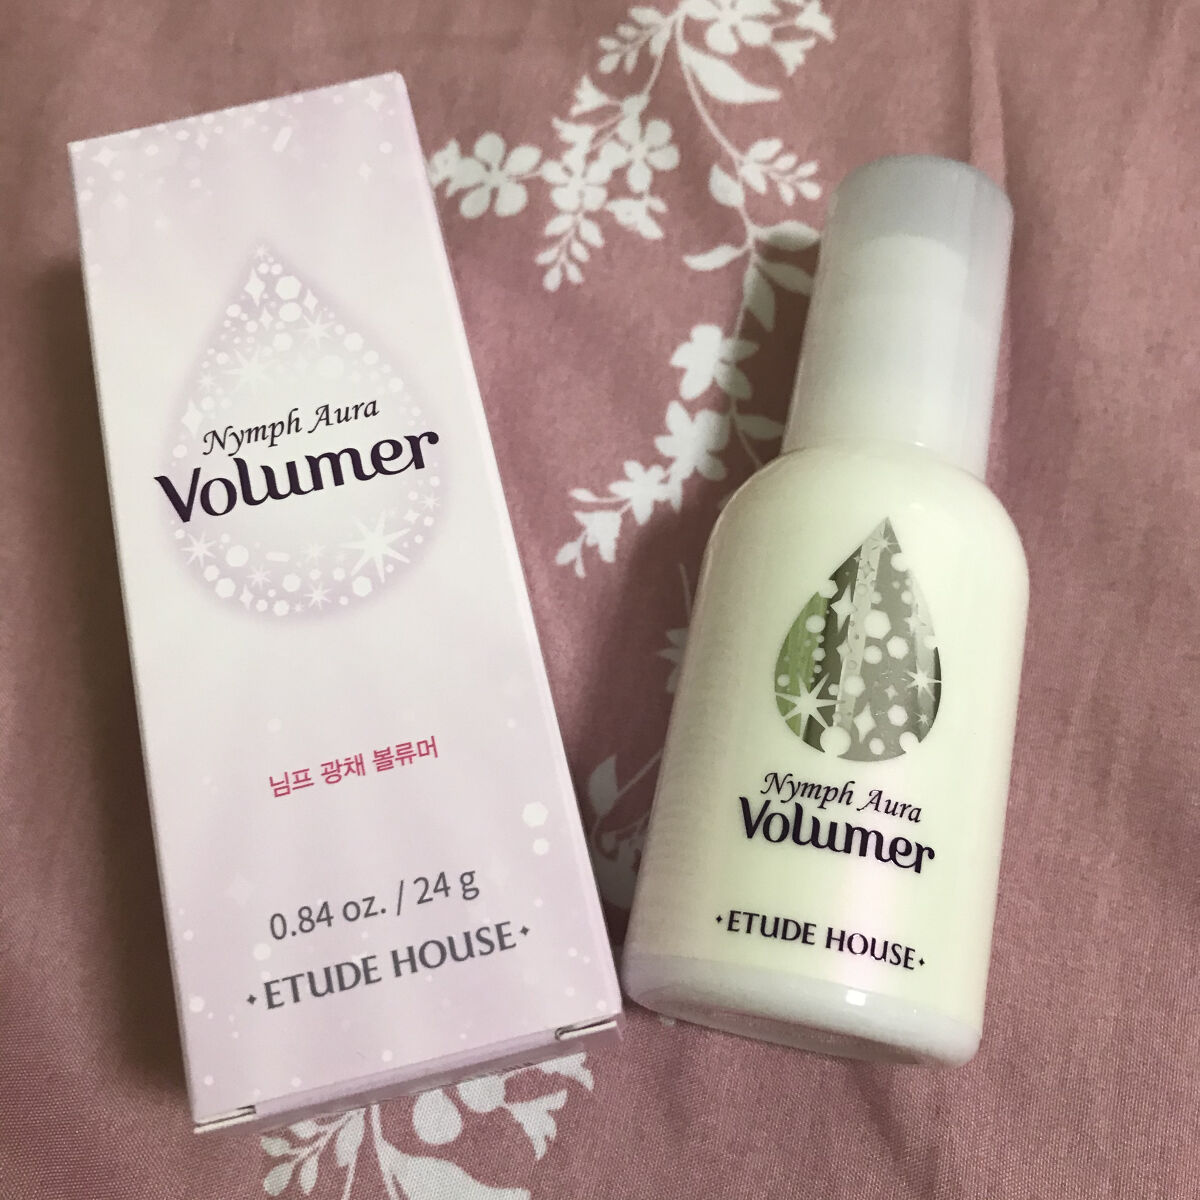 Nymph Aura
Volumer
님프 광채 볼류머
0.84 oz. / 24 g
ETUDE HOUSE
Nymph Aura
Volumer
ETUDE HOUSE